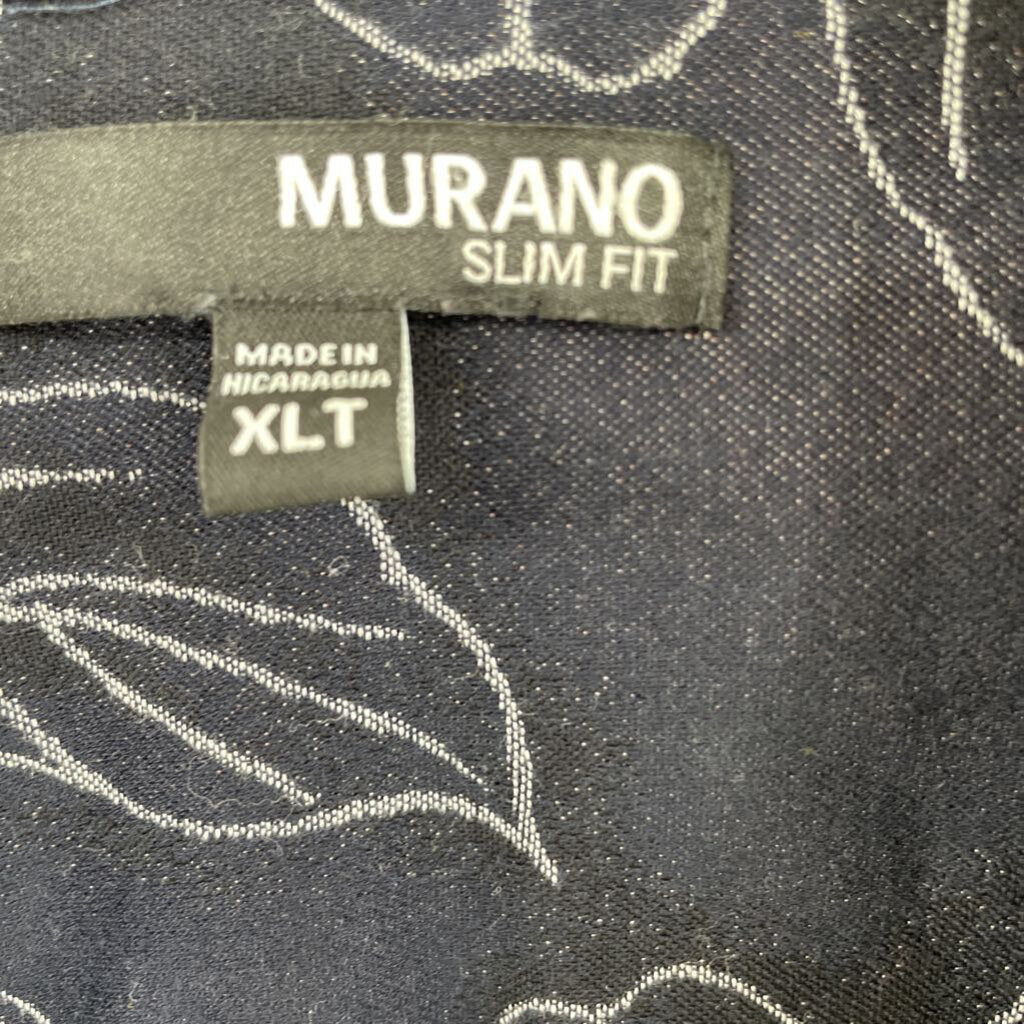 MURANO
SLIM FIT
MADE IN
NICARAGUA
XLT